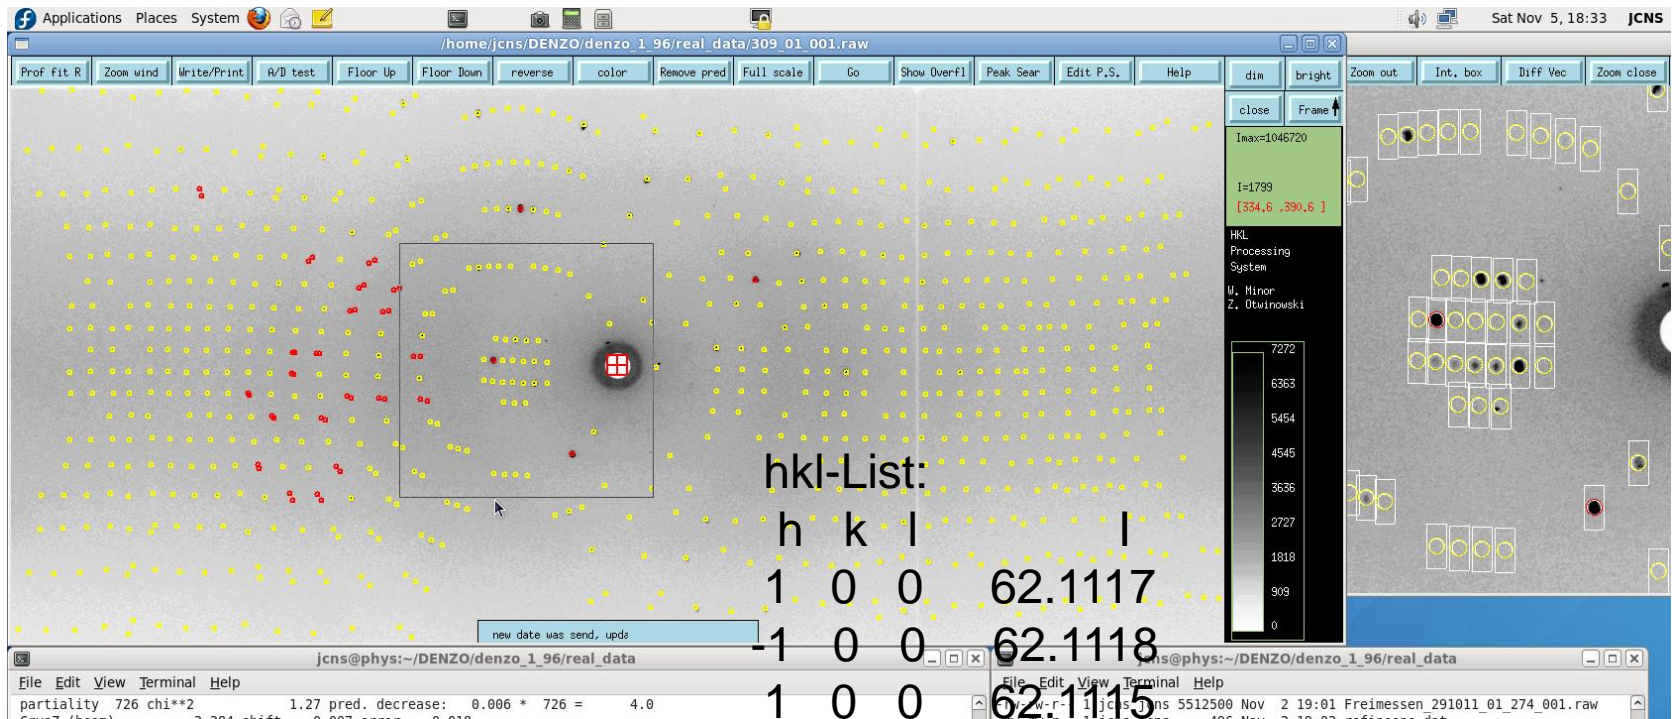 Applications Places System Sat Nov 5, 18:33 JCNS
/home/jcns/DENZO/denzo_1_96/real_data/309_01_001.raw
Prof fit R Zoom wind Write/Print A/D test Floor Up Floor Down reverse color Remove pred Full scale Go Show Overfl Peak Sear Edit P.S. Help dim bright Zoom out Int. box Diff Vec Zoom close
close Frame
Imax=1046720
I=1799
[334.6 ,390.6 ]
HKL
Processing
System
W. Minor
Z. Otwinowski
7272
6363
5454
4545
3636
2727
1818
909
0
hkl-List:
h k l I
1 0 0 62.1117
-1 0 0 62.1118
1 0 0 62.1115
new date was send, upda
jcns@phys:~/DENZO/denzo_1_96/real_data
File Edit View Terminal Help
partiality 726 chi**2 1.27 pred. decrease: 0.006 * 726 = 4.0
jcns@phys:~/DENZO/denzo_1_96/real_data
File Edit View Terminal Help
1 jcns jcns 5512500 Nov 2 19:01 Freimessen_291011_01_274_001.raw